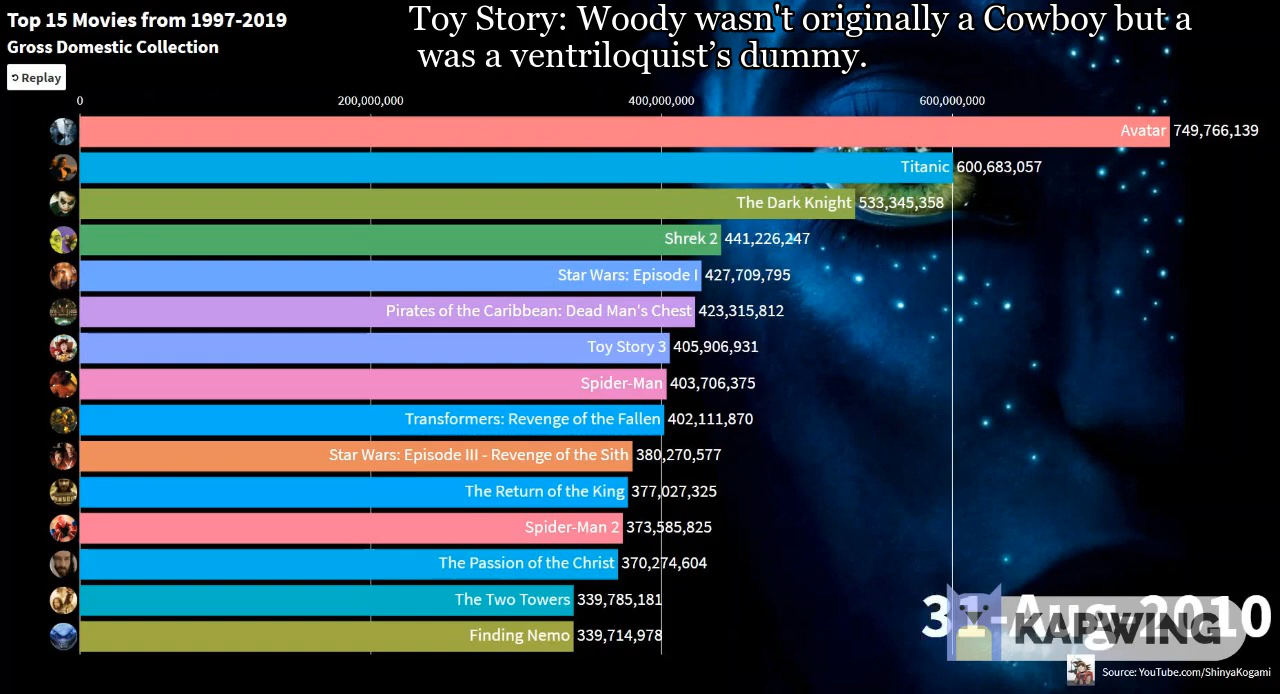 Top 15 Movies from 1997-2019
Gross Domestic Collection
Replay
Toy Story: Woody wasn't originally a Cowboy but a
was a ventriloquist’s dummy.
0 200,000,000 400,000,000 600,000,000
Avatar 749,766,139
Titanic 600,683,057
The Dark Knight 533,345,358
Shrek 2 441,226,247
Star Wars: Episode I 427,709,795
Pirates of the Caribbean: Dead Man's Chest 423,315,812
Toy Story 3 405,906,931
Spider-Man 403,706,375
Transformers: Revenge of the Fallen 402,111,870
Star Wars: Episode III - Revenge of the Sith 380,270,577
The Return of the King 377,027,325
Spider-Man 2 373,585,825
The Passion of the Christ 370,274,604
The Two Towers 339,785,181
Finding Nemo 339,714,978
31-Aug-2010
KAPWING
Source: YouTube.com/ShinyaKogami